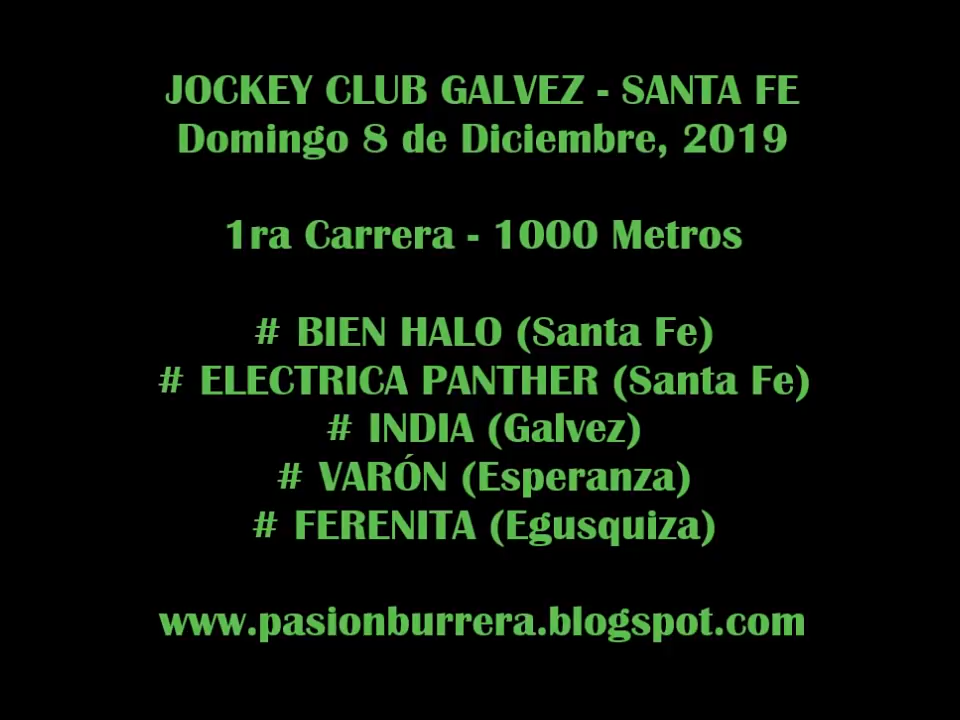 JOCKEY CLUB GALVEZ - SANTA FE
Domingo 8 de Diciembre, 2019
1ra Carrera - 1000 Metros
# BIEN HALO (Santa Fe)
# ELECTRICA PANTHER (Santa Fe)
# INDIA (Galvez)
# VARÓN (Esperanza)
# FERENITA (Egusquiza)
www.pasionburrera.blogspot.com